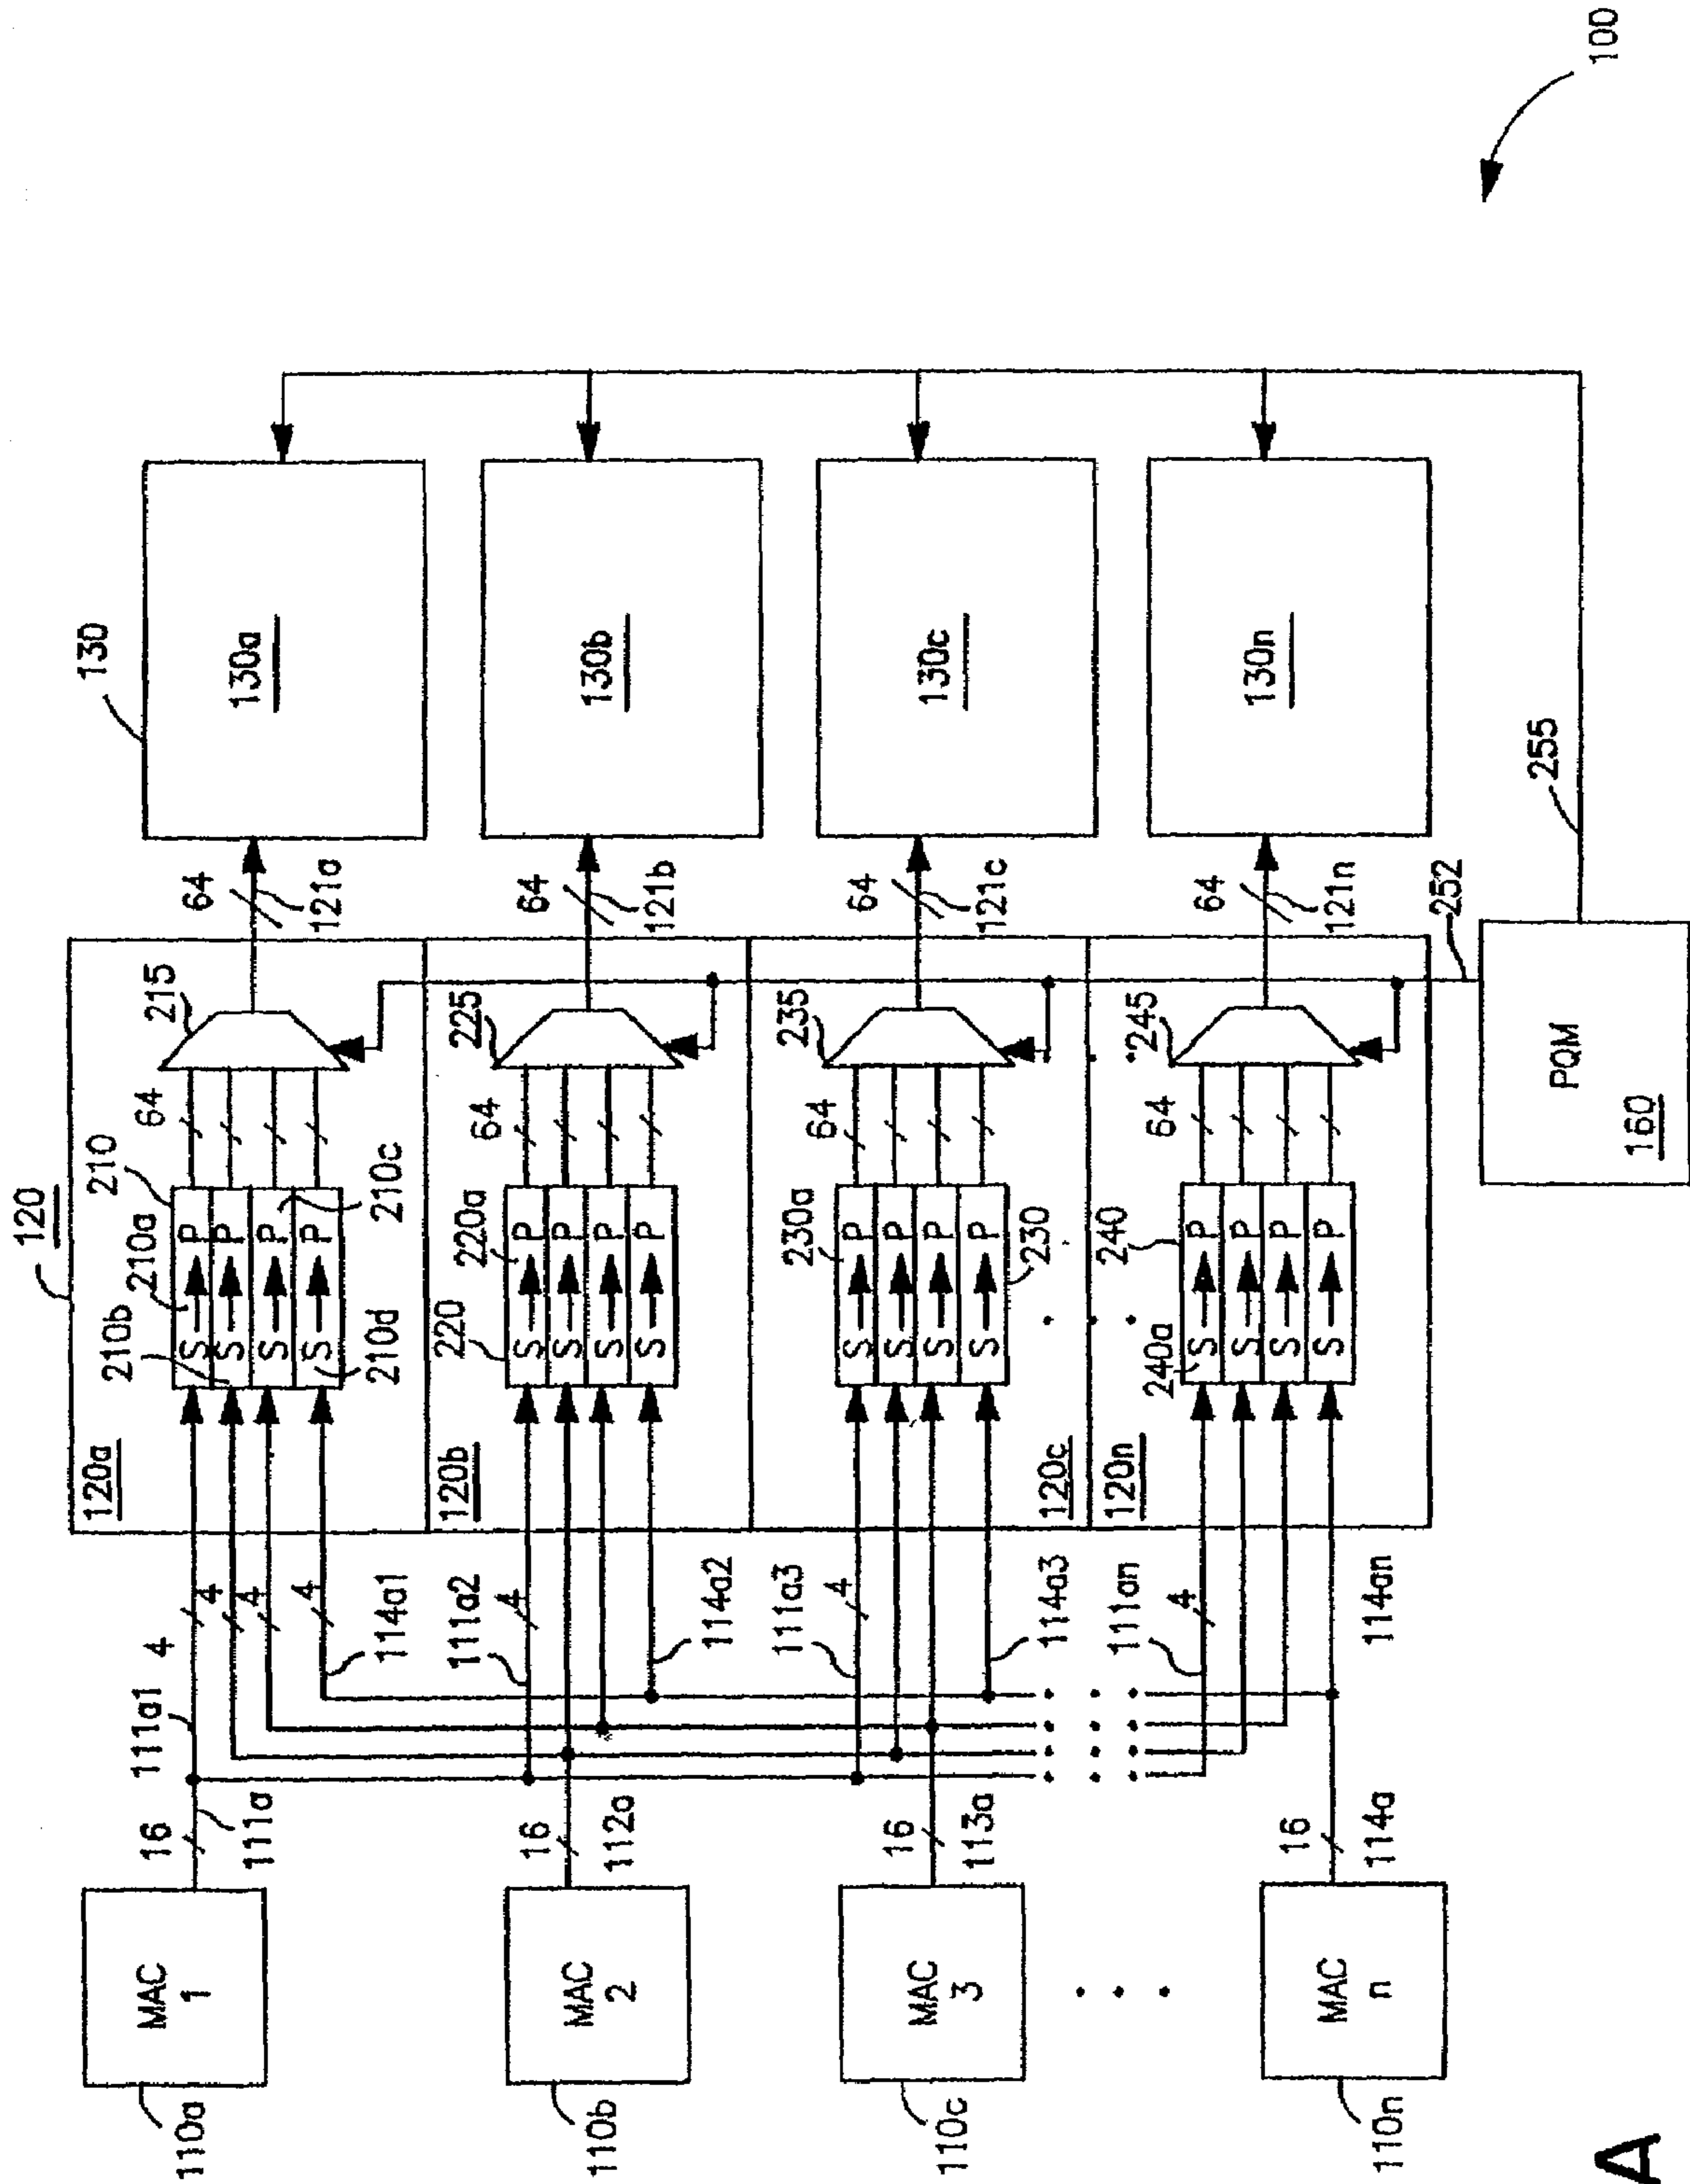 120
120a
210
210a
210b
210c
210d
S→P
S→P
S→P
S→P
64
215
64
121a
130
130a
MAC
1
110a
16
111a
111a1
4
4
4
4
114a1
120b
220
220a
S→P
S→P
S→P
S→P
64
225
64
121b
130b
MAC
2
110b
16
112a
111a2
4
114a2
120c
230a
230
S→P
S→P
S→P
S→P
64
235
64
121c
130c
MAC
3
110c
16
113a
111a3
4
114a3
120n
240
240a
S→P
S→P
S→P
S→P
64
245
64
121n
130n
MAC
n
110n
16
114a
111an
4
114an
PQM
160
252
255
100
A